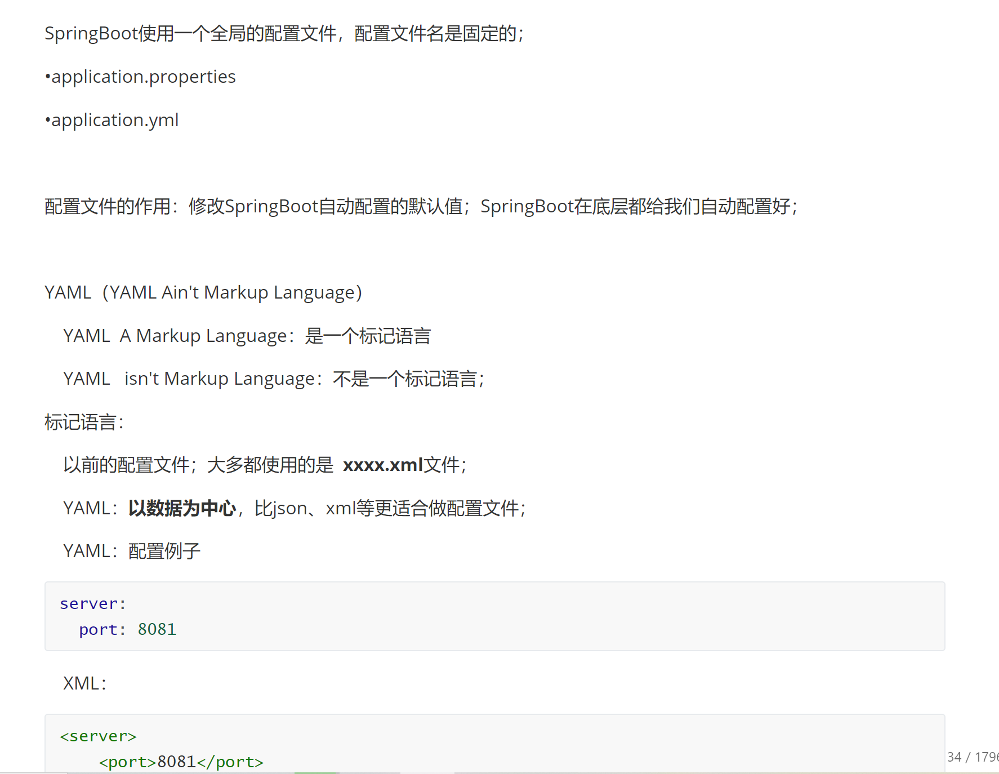 SpringBoot使用一个全局的配置文件，配置文件名是固定的；
•application.properties
•application.yml
配置文件的作用：修改SpringBoot自动配置的默认值；SpringBoot在底层都给我们自动配置好；
YAML（YAML Ain't Markup Language）
YAML A Markup Language：是一个标记语言
YAML isn't Markup Language：不是一个标记语言；
标记语言：
以前的配置文件；大多都使用的是 xxxx.xml文件；
YAML：以数据为中心，比json、xml等更适合做配置文件；
YAML：配置例子
server:
  port: 8081
XML：
<server>
    <port>8081</port>
34 / 1796